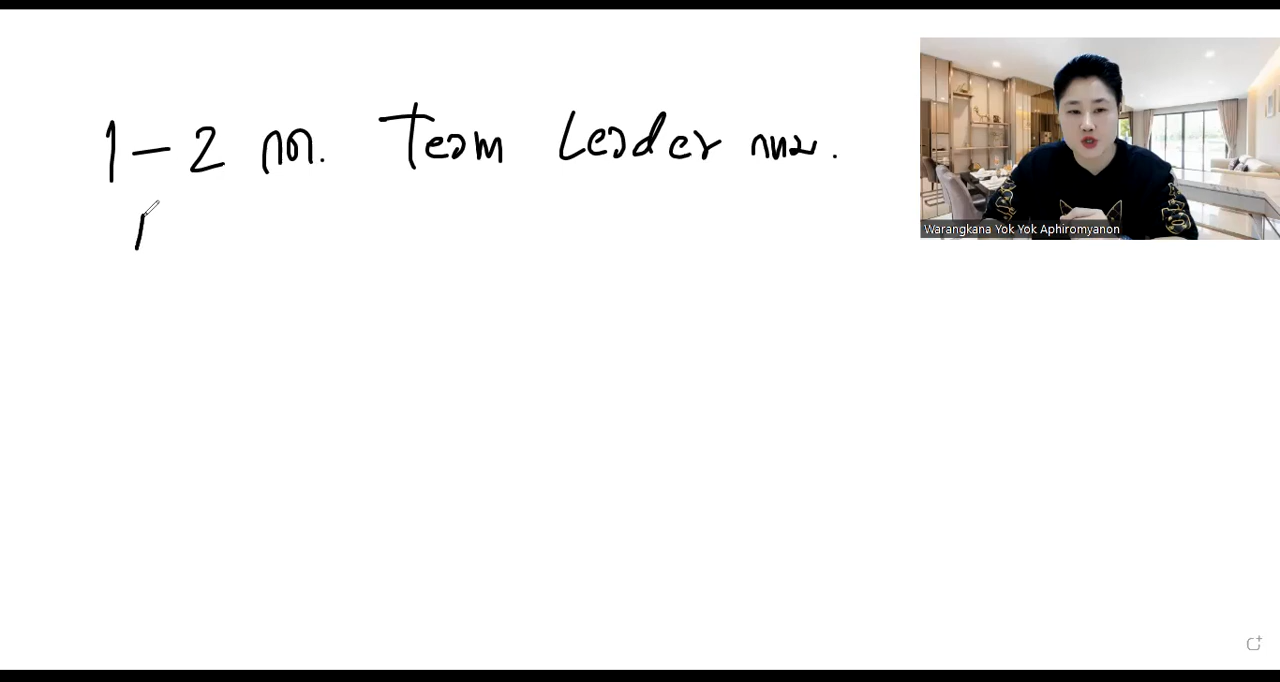 1 – 2 กค. Team Leader กทม.
Warangkana Yok Yok Aphiromyanon